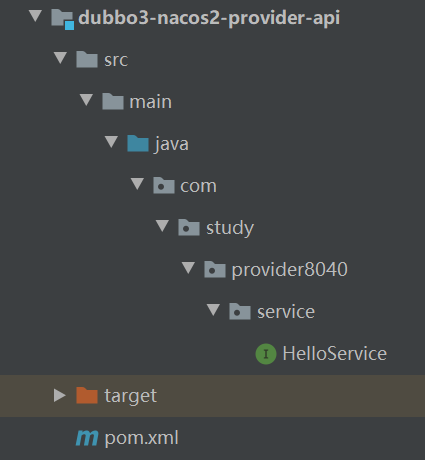 dubbo3-nacos2-provider-api
src
main
java
com
study
provider8040
service
I HelloService
target
m pom.xml